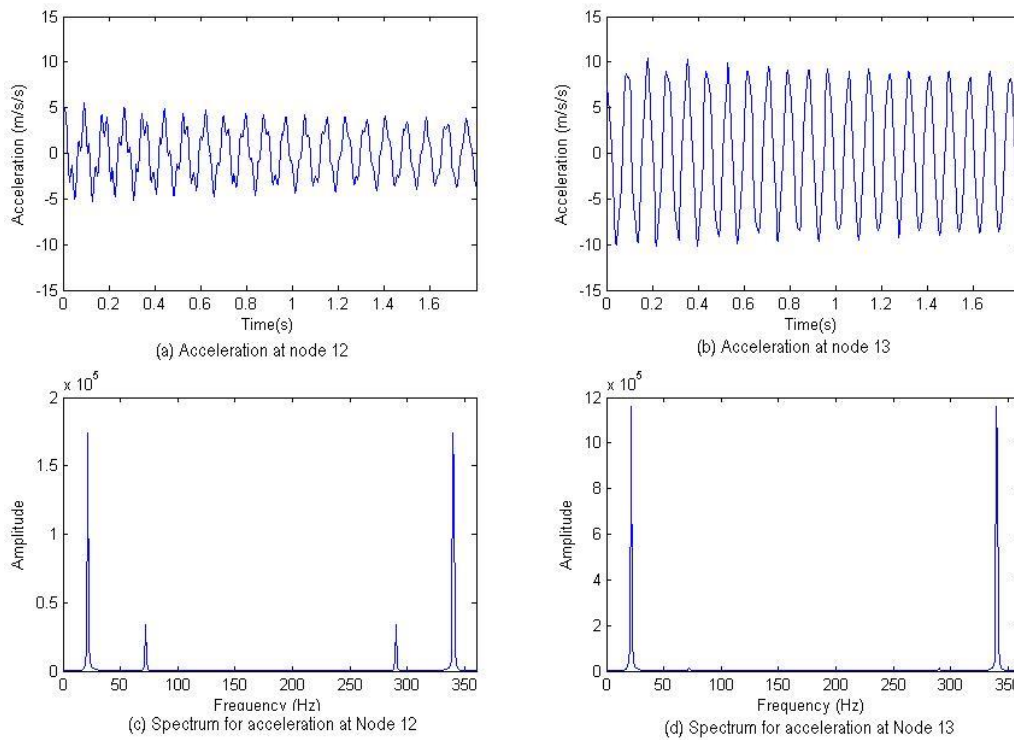 15
10
5
0
-5
-10
-15
Acceleration (m/s/s)
0 0.2 0.4 0.6 0.8 1 1.2 1.4 1.6
Time(s)
(a) Acceleration at node 12
15
10
5
0
-5
-10
-15
Acceleration (m/s/s)
0 0.2 0.4 0.6 0.8 1 1.2 1.4 1.6
Time(s)
(b) Acceleration at node 13
x 10^5
2
1.5
1
0.5
0
Amplitude
0 50 100 150 200 250 300 350
Frequency (Hz)
(c) Spectrum for acceleration at Node 12
x 10^5
12
10
8
6
4
2
0
Amplitude
0 50 100 150 200 250 300 350
Frequency (Hz)
(d) Spectrum for acceleration at Node 13